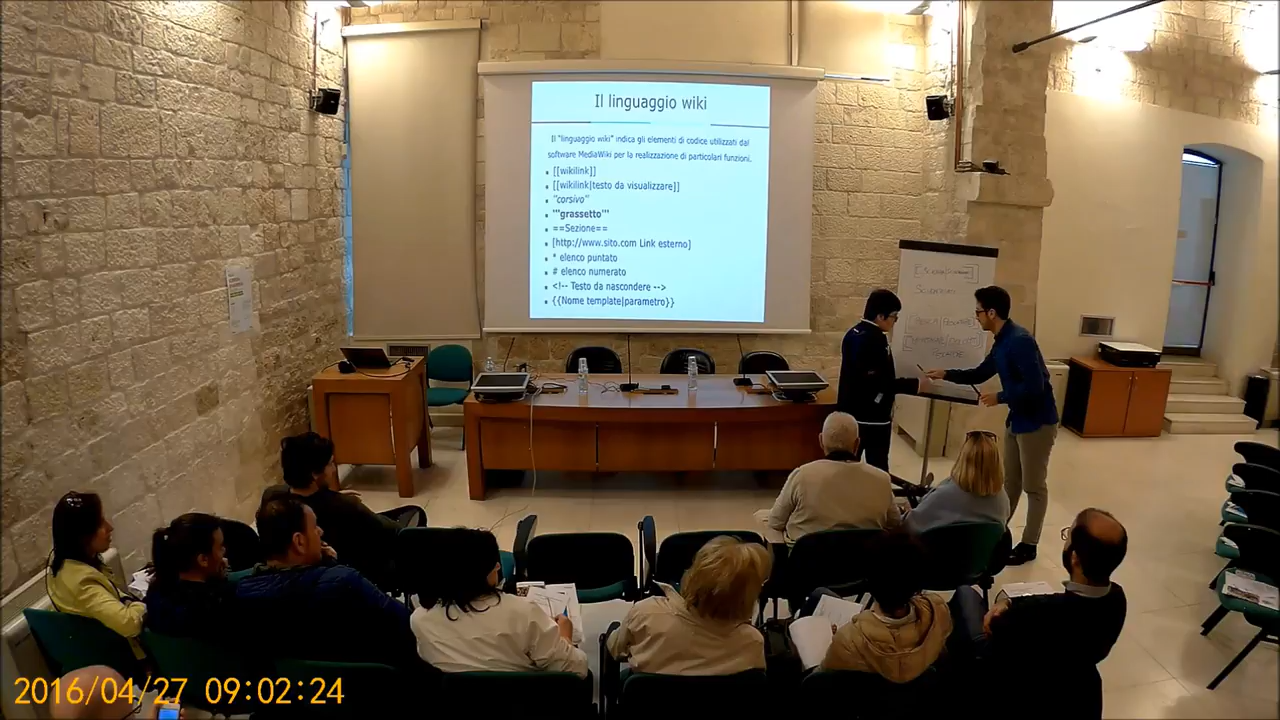 Il linguaggio wiki
Il "linguaggio wiki" indica gli elementi di codice utilizzati dal
software MediaWiki per la realizzazione di particolari funzioni.
[[wikilink]]
[[wikilink|testo da visualizzare]]
''corsivo''
'''grassetto'''
==Sezione==
[http://www.sito.com Link esterno]
* elenco puntato
# elenco numerato
<!-- Testo da nascondere -->
{{Nome template|parametro}}
2016/04/27 09:02:24